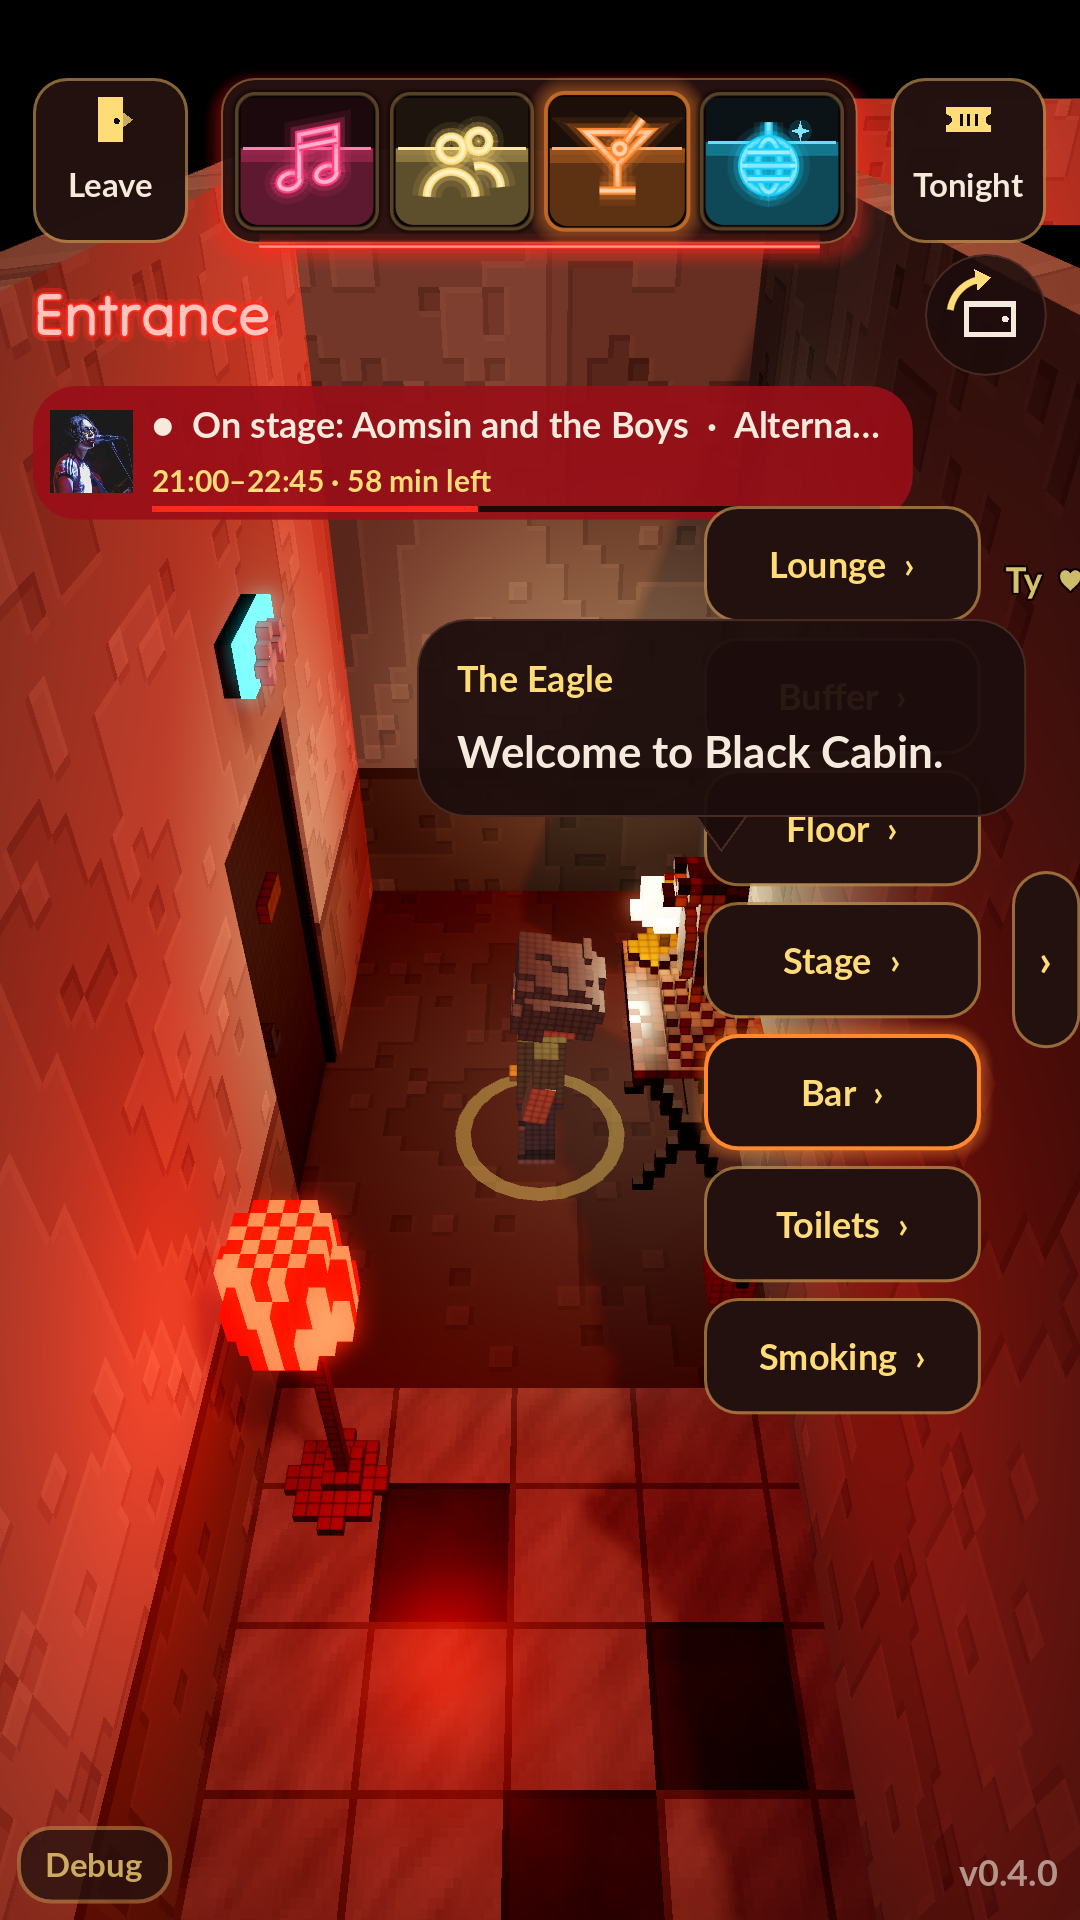 Leave
Tonight
Entrance
● On stage: Aomsin and the Boys · Alterna...
21:00–22:45 · 58 min left
Lounge ›
Ty ♥
The Eagle
Buffer ›
Welcome to Black Cabin.
Floor ›
Stage ›
›
Bar ›
Toilets ›
Smoking ›
Debug
v0.4.0